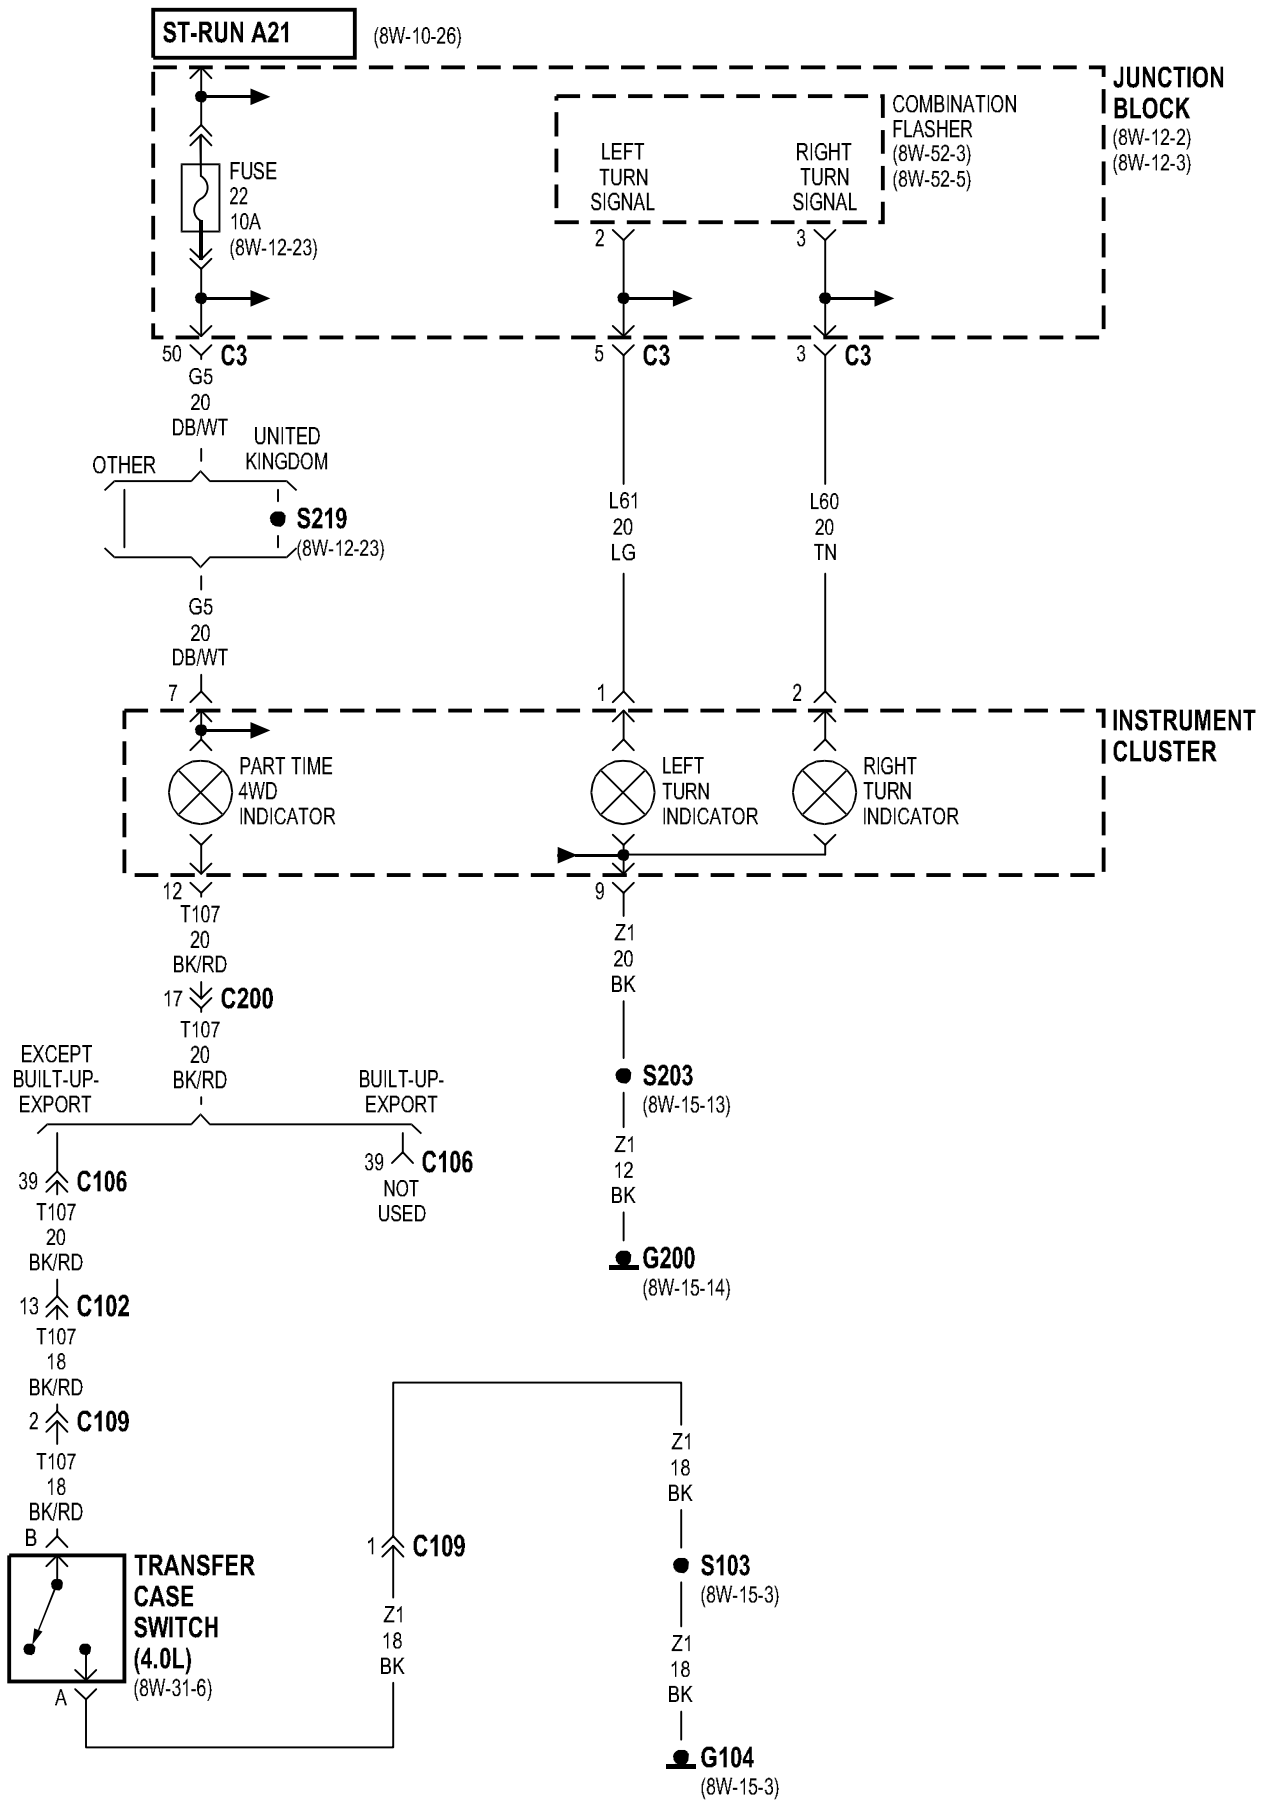 ST-RUN A21
(8W-10-26)
JUNCTION
BLOCK
(8W-12-2)
(8W-12-3)
COMBINATION
FLASHER
(8W-52-3)
(8W-52-5)
LEFT
TURN
SIGNAL
RIGHT
TURN
SIGNAL
FUSE
22
10A
(8W-12-23)
2
3
50
C3
5
C3
3
C3
G5
20
DB/WT
OTHER
UNITED
KINGDOM
S219
(8W-12-23)
L61
20
LG
L60
20
TN
G5
20
DB/WT
7
1
2
INSTRUMENT
CLUSTER
PART TIME
4WD
INDICATOR
LEFT
TURN
INDICATOR
RIGHT
TURN
INDICATOR
12
9
T107
20
BK/RD
Z1
20
BK
17
C200
T107
20
BK/RD
EXCEPT
BUILT-UP-
EXPORT
BUILT-UP-
EXPORT
S203
(8W-15-13)
39
C106
39
C106
NOT
USED
Z1
12
BK
T107
20
BK/RD
G200
(8W-15-14)
13
C102
T107
18
BK/RD
2
C109
T107
18
BK/RD
B
Z1
18
BK
1
C109
TRANSFER
CASE
SWITCH
(4.0L)
(8W-31-6)
A
S103
(8W-15-3)
Z1
18
BK
Z1
18
BK
G104
(8W-15-3)